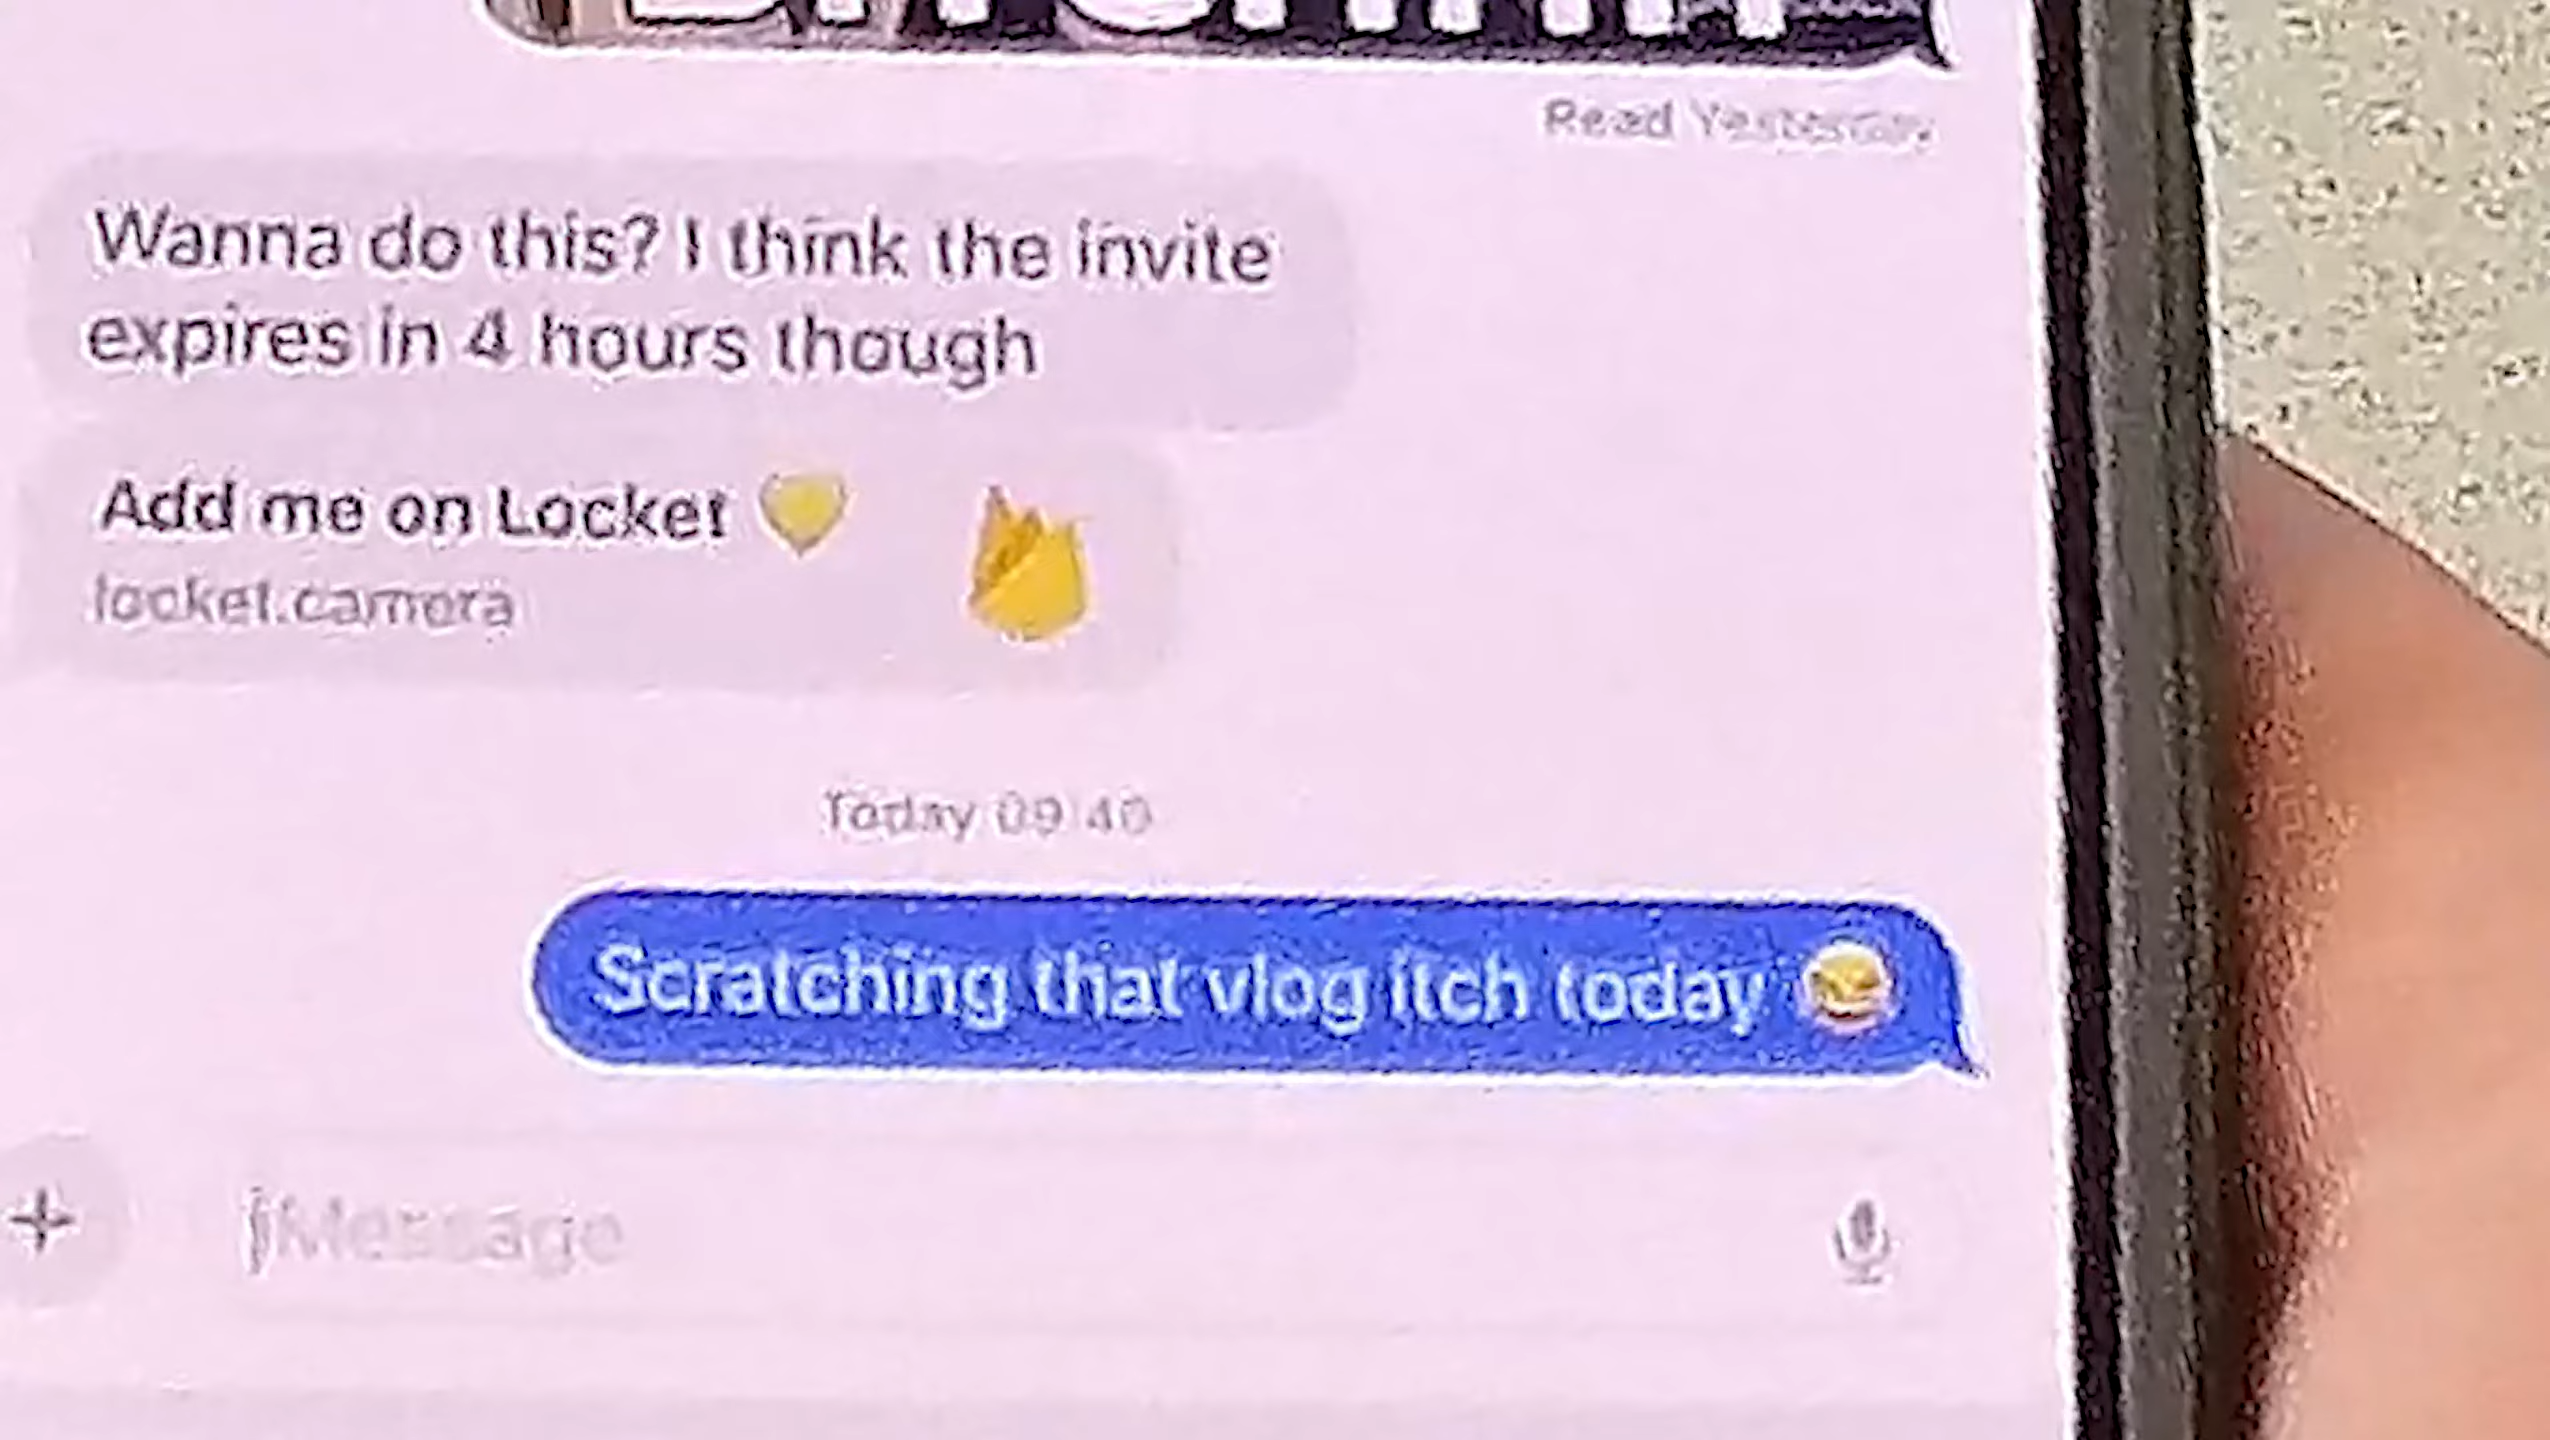 Read Yesterday
Wanna do this? I think the invite
expires in 4 hours though
Add me on Locket 💛
locket.camera
Today 09:40
Scratching that vlog itch today
iMessage